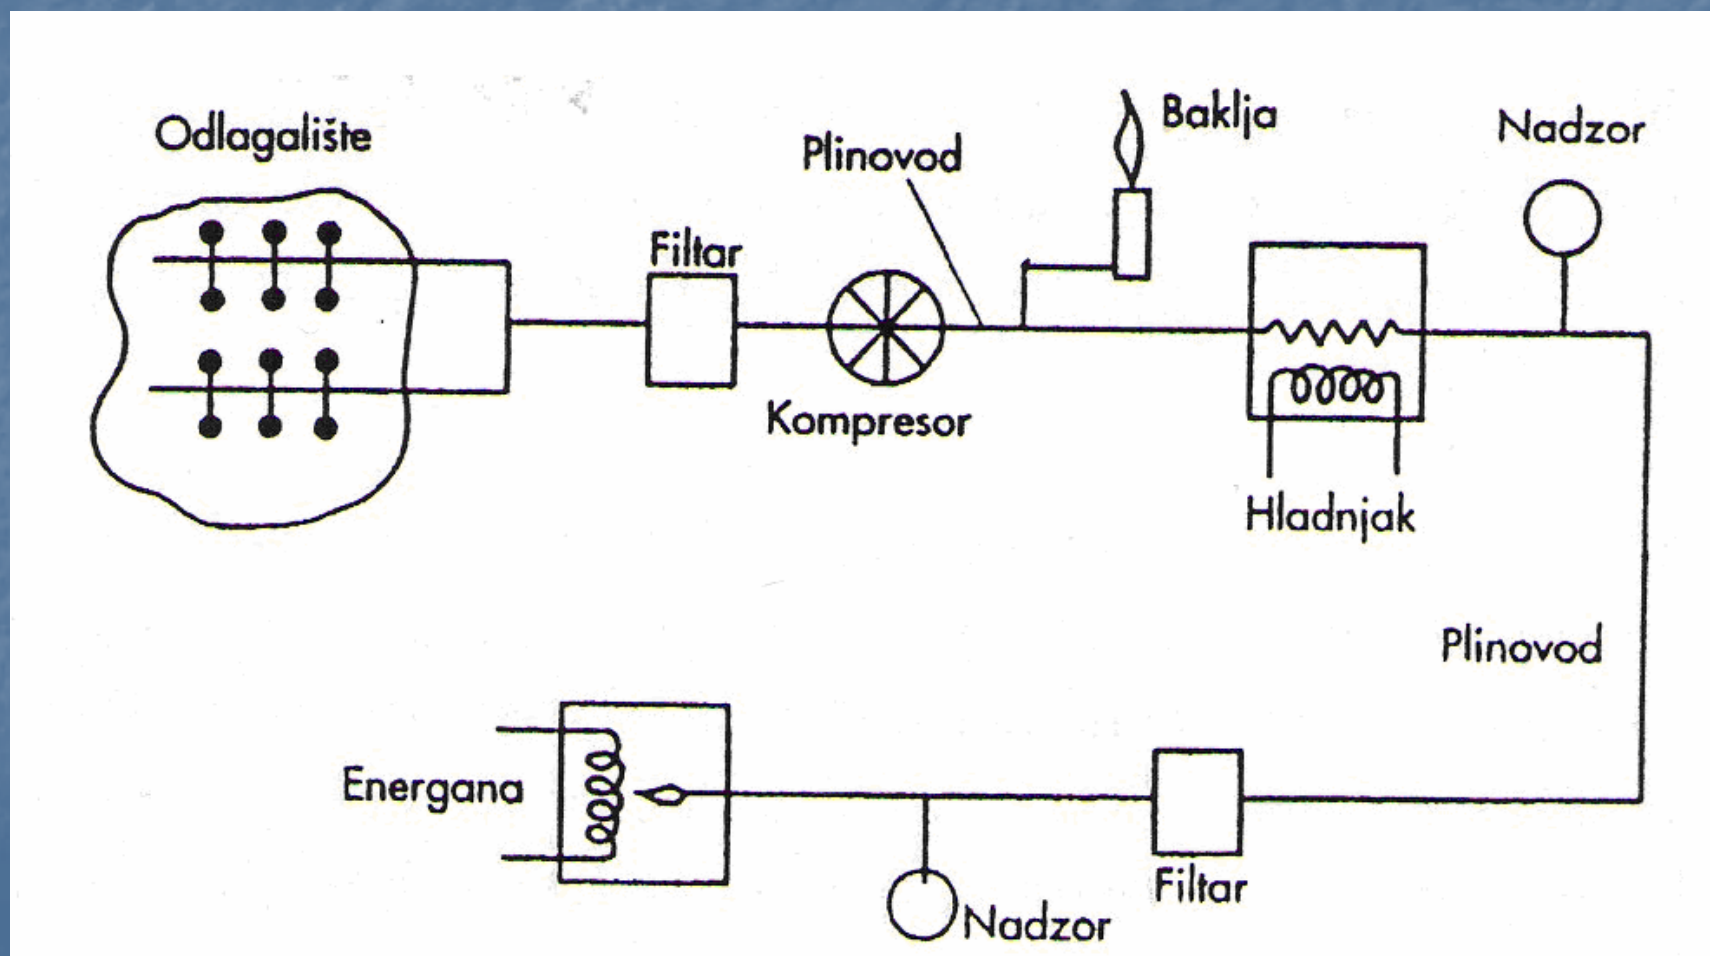 Odlagalište
Filtar
Plinovod
Kompresor
Baklja
Nadzor
Hladnjak
Plinovod
Energana
Nadzor
Filtar